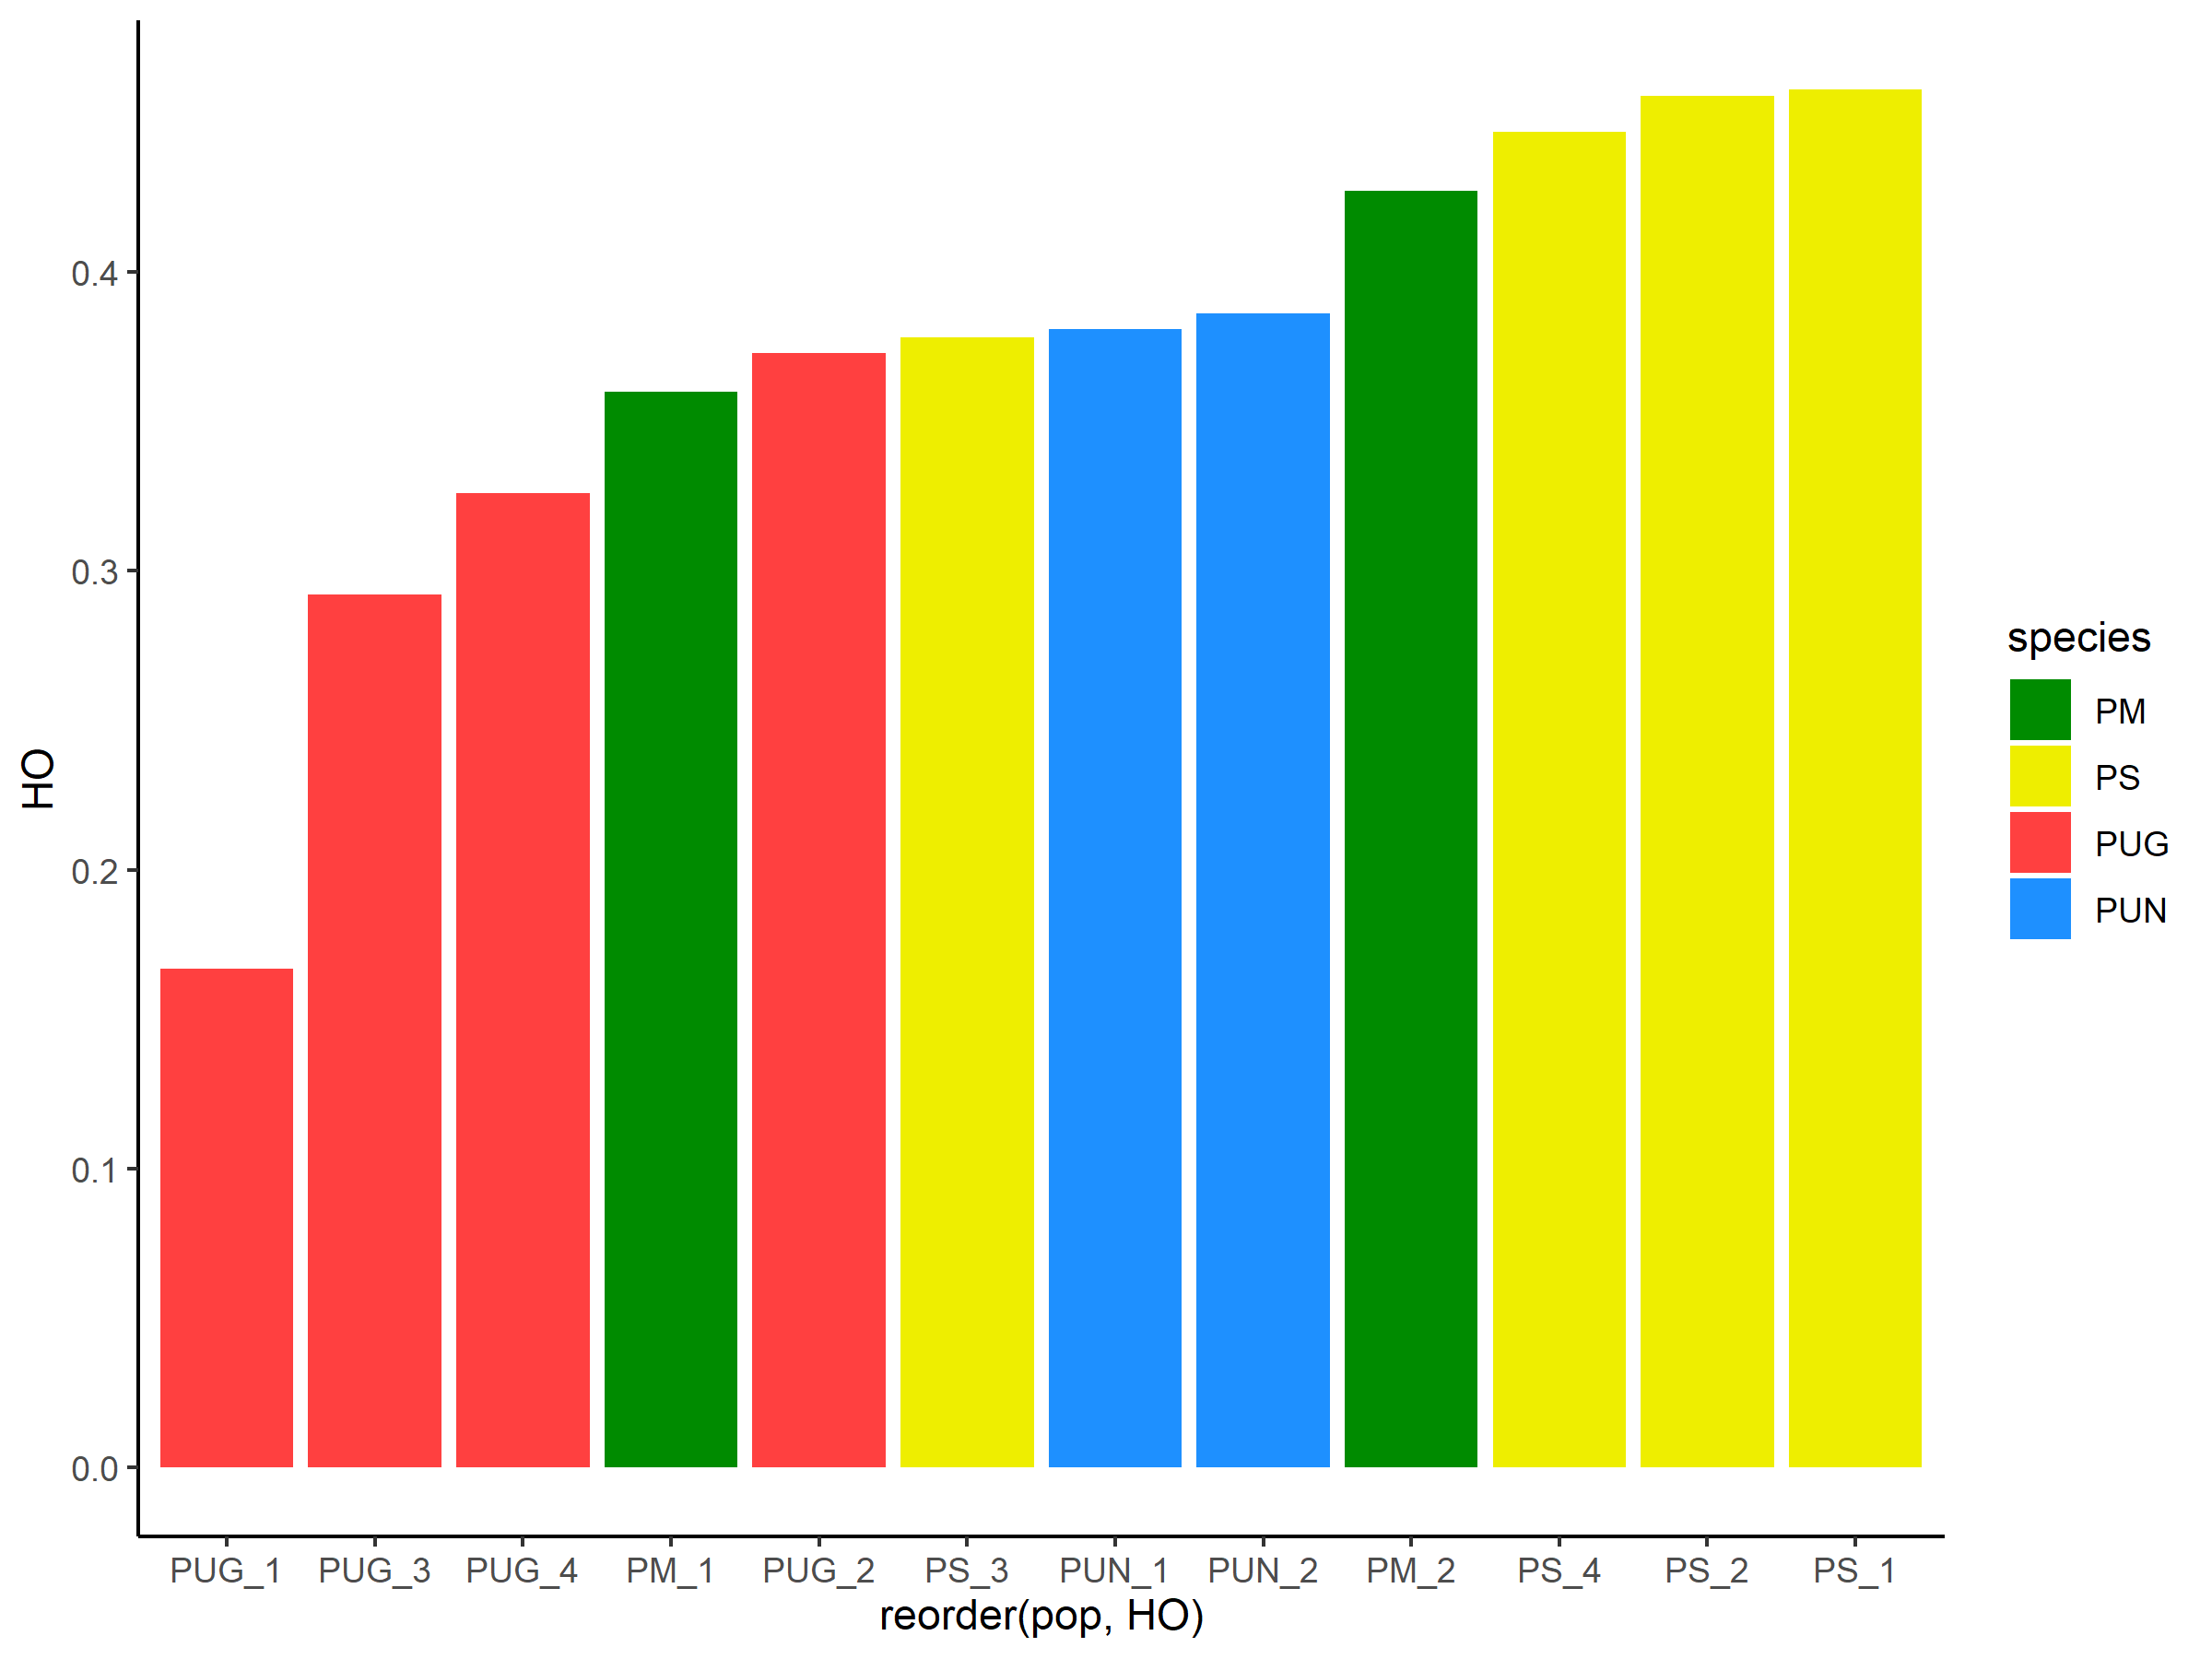 HO
0.4
0.3
0.2
0.1
0.0
PUG_1 PUG_3 PUG_4 PM_1 PUG_2 PS_3 PUN_1 PUN_2 PM_2 PS_4 PS_2 PS_1
reorder(pop, HO)
species
PM
PS
PUG
PUN